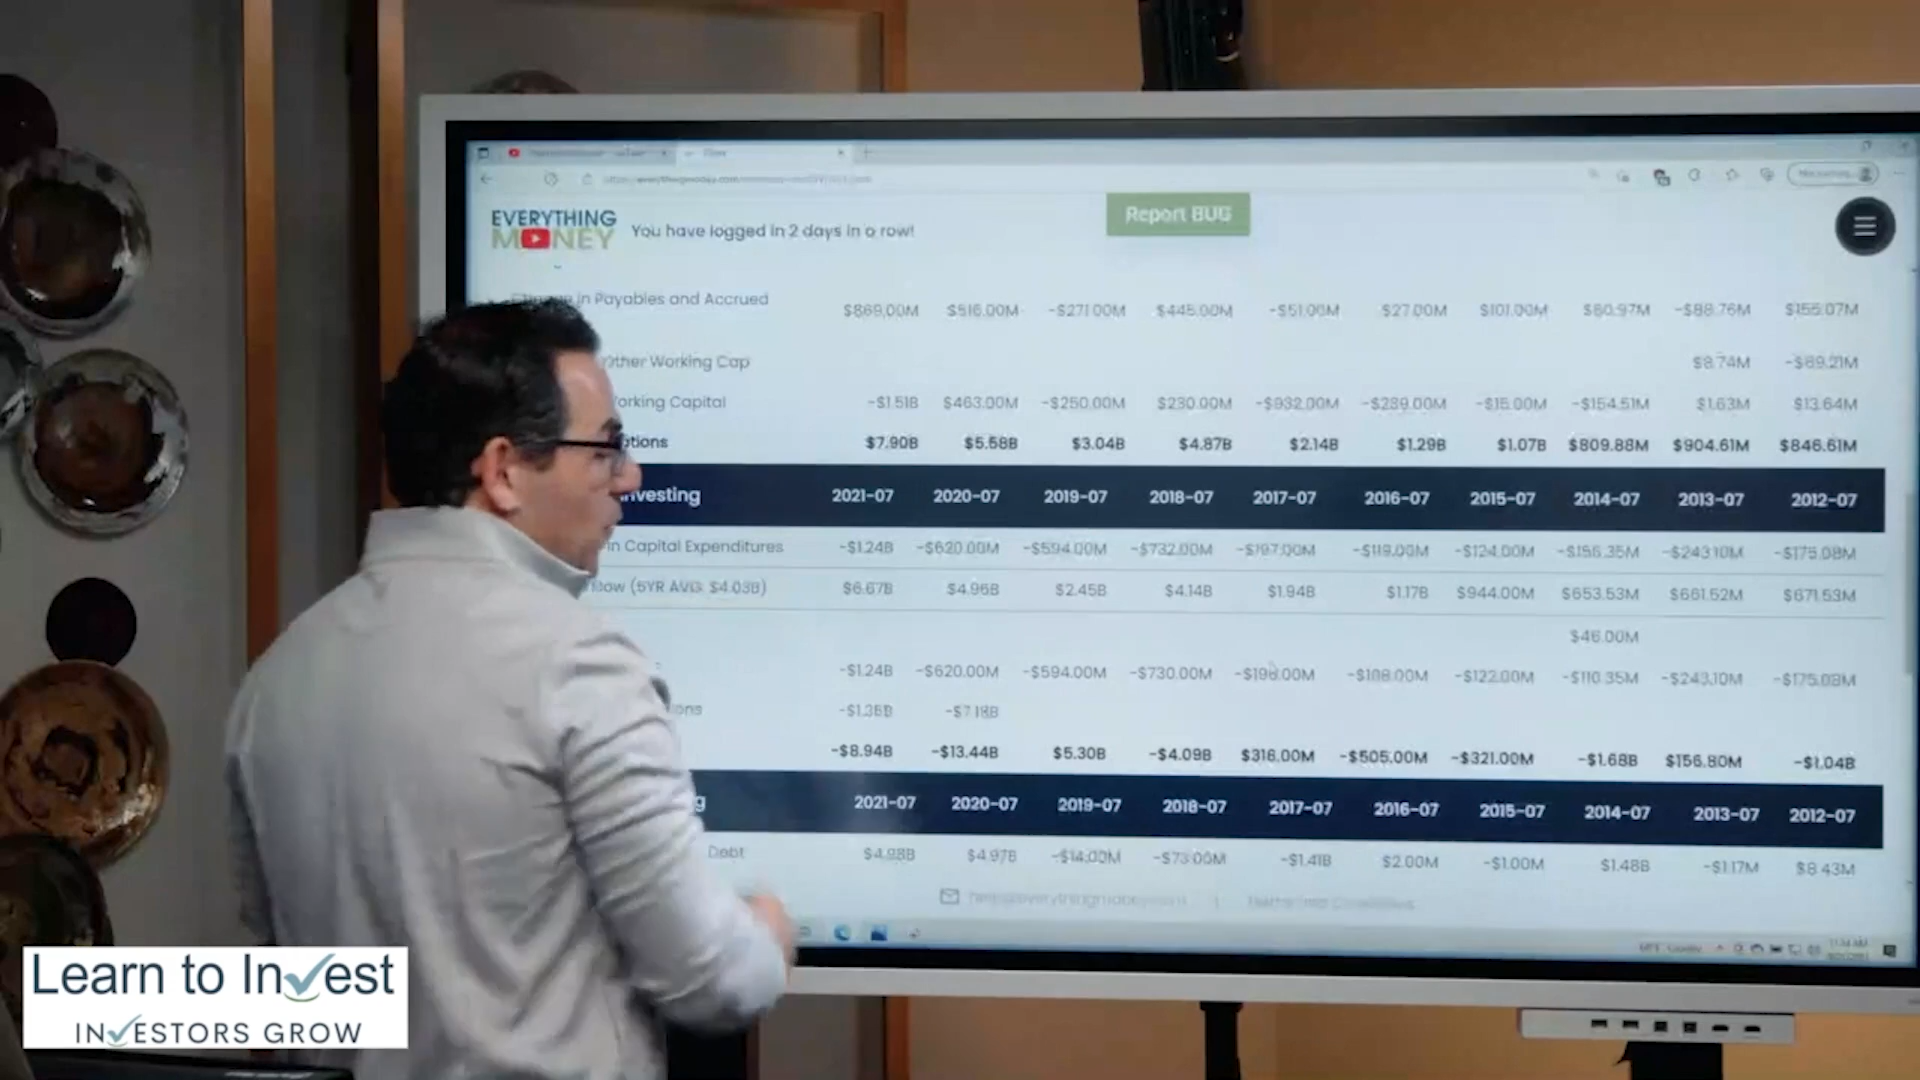 EVERYTHING
MONEY
You have logged in 2 days in a row!
Report BUG
in Payables and Accrued
$869.00M $516.00M -$271.00M $445.00M -$51.00M $27.00M $101.00M $60.97M -$88.76M $155.07M
Other Working Cap
$8.74M -$89.21M
orking Capital
-$1.51B $463.00M -$250.00M $230.00M -$932.00M -$289.00M -$15.00M -$154.51M $1.63M $13.64M
ations
$7.90B $5.58B $3.04B $4.87B $2.14B $1.29B $1.07B $809.88M $904.61M $846.61M
Investing
2021-07 2020-07 2019-07 2018-07 2017-07 2016-07 2015-07 2014-07 2013-07 2012-07
in Capital Expenditures
-$1.24B -$620.00M -$594.00M -$732.00M -$197.00M -$119.00M -$124.00M -$156.35M -$243.10M -$175.08M
low (5YR AVG: $4.03B)
$6.67B $4.96B $2.45B $4.14B $1.94B $1.17B $944.00M $653.53M $661.52M $671.53M
$46.00M
-$1.24B -$620.00M -$594.00M -$730.00M -$196.00M -$108.00M -$122.00M -$110.35M -$243.10M -$175.08M
ions
-$1.36B -$7.18B
-$8.94B -$13.44B $5.30B -$4.09B $316.00M -$505.00M -$321.00M -$1.68B $156.80M -$1.04B
g
2021-07 2020-07 2019-07 2018-07 2017-07 2016-07 2015-07 2014-07 2013-07 2012-07
Debt
$4.98B $4.97B -$14.00M -$73.00M -$1.41B $2.00M -$1.00M $1.48B -$1.17M $8.43M
Learn to Invest
INVESTORS GROW